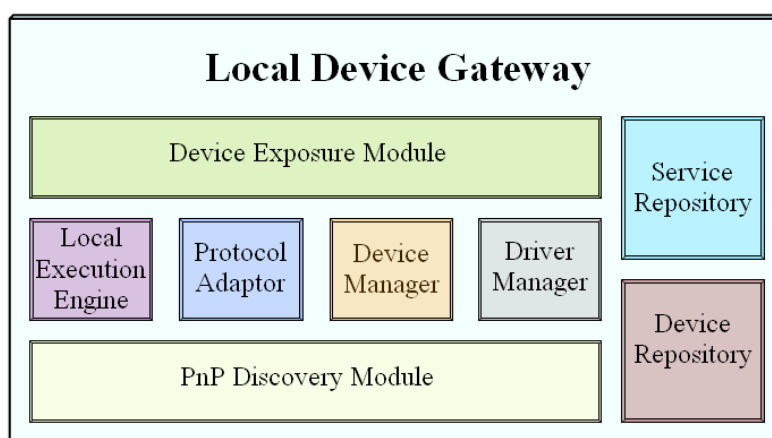 Local Device Gateway
Device Exposure Module
Service
Repository
Local
Execution
Engine
Protocol
Adaptor
Device
Manager
Driver
Manager
Device
Repository
PnP Discovery Module